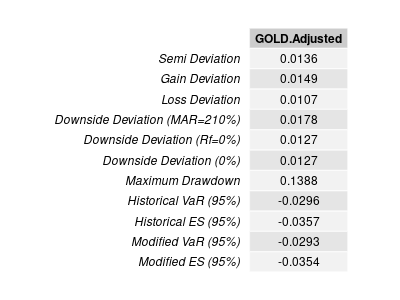 GOLD.Adjusted
Semi Deviation 0.0136
Gain Deviation 0.0149
Loss Deviation 0.0107
Downside Deviation (MAR=210%) 0.0178
Downside Deviation (Rf=0%) 0.0127
Downside Deviation (0%) 0.0127
Maximum Drawdown 0.1388
Historical VaR (95%) -0.0296
Historical ES (95%) -0.0357
Modified VaR (95%) -0.0293
Modified ES (95%) -0.0354